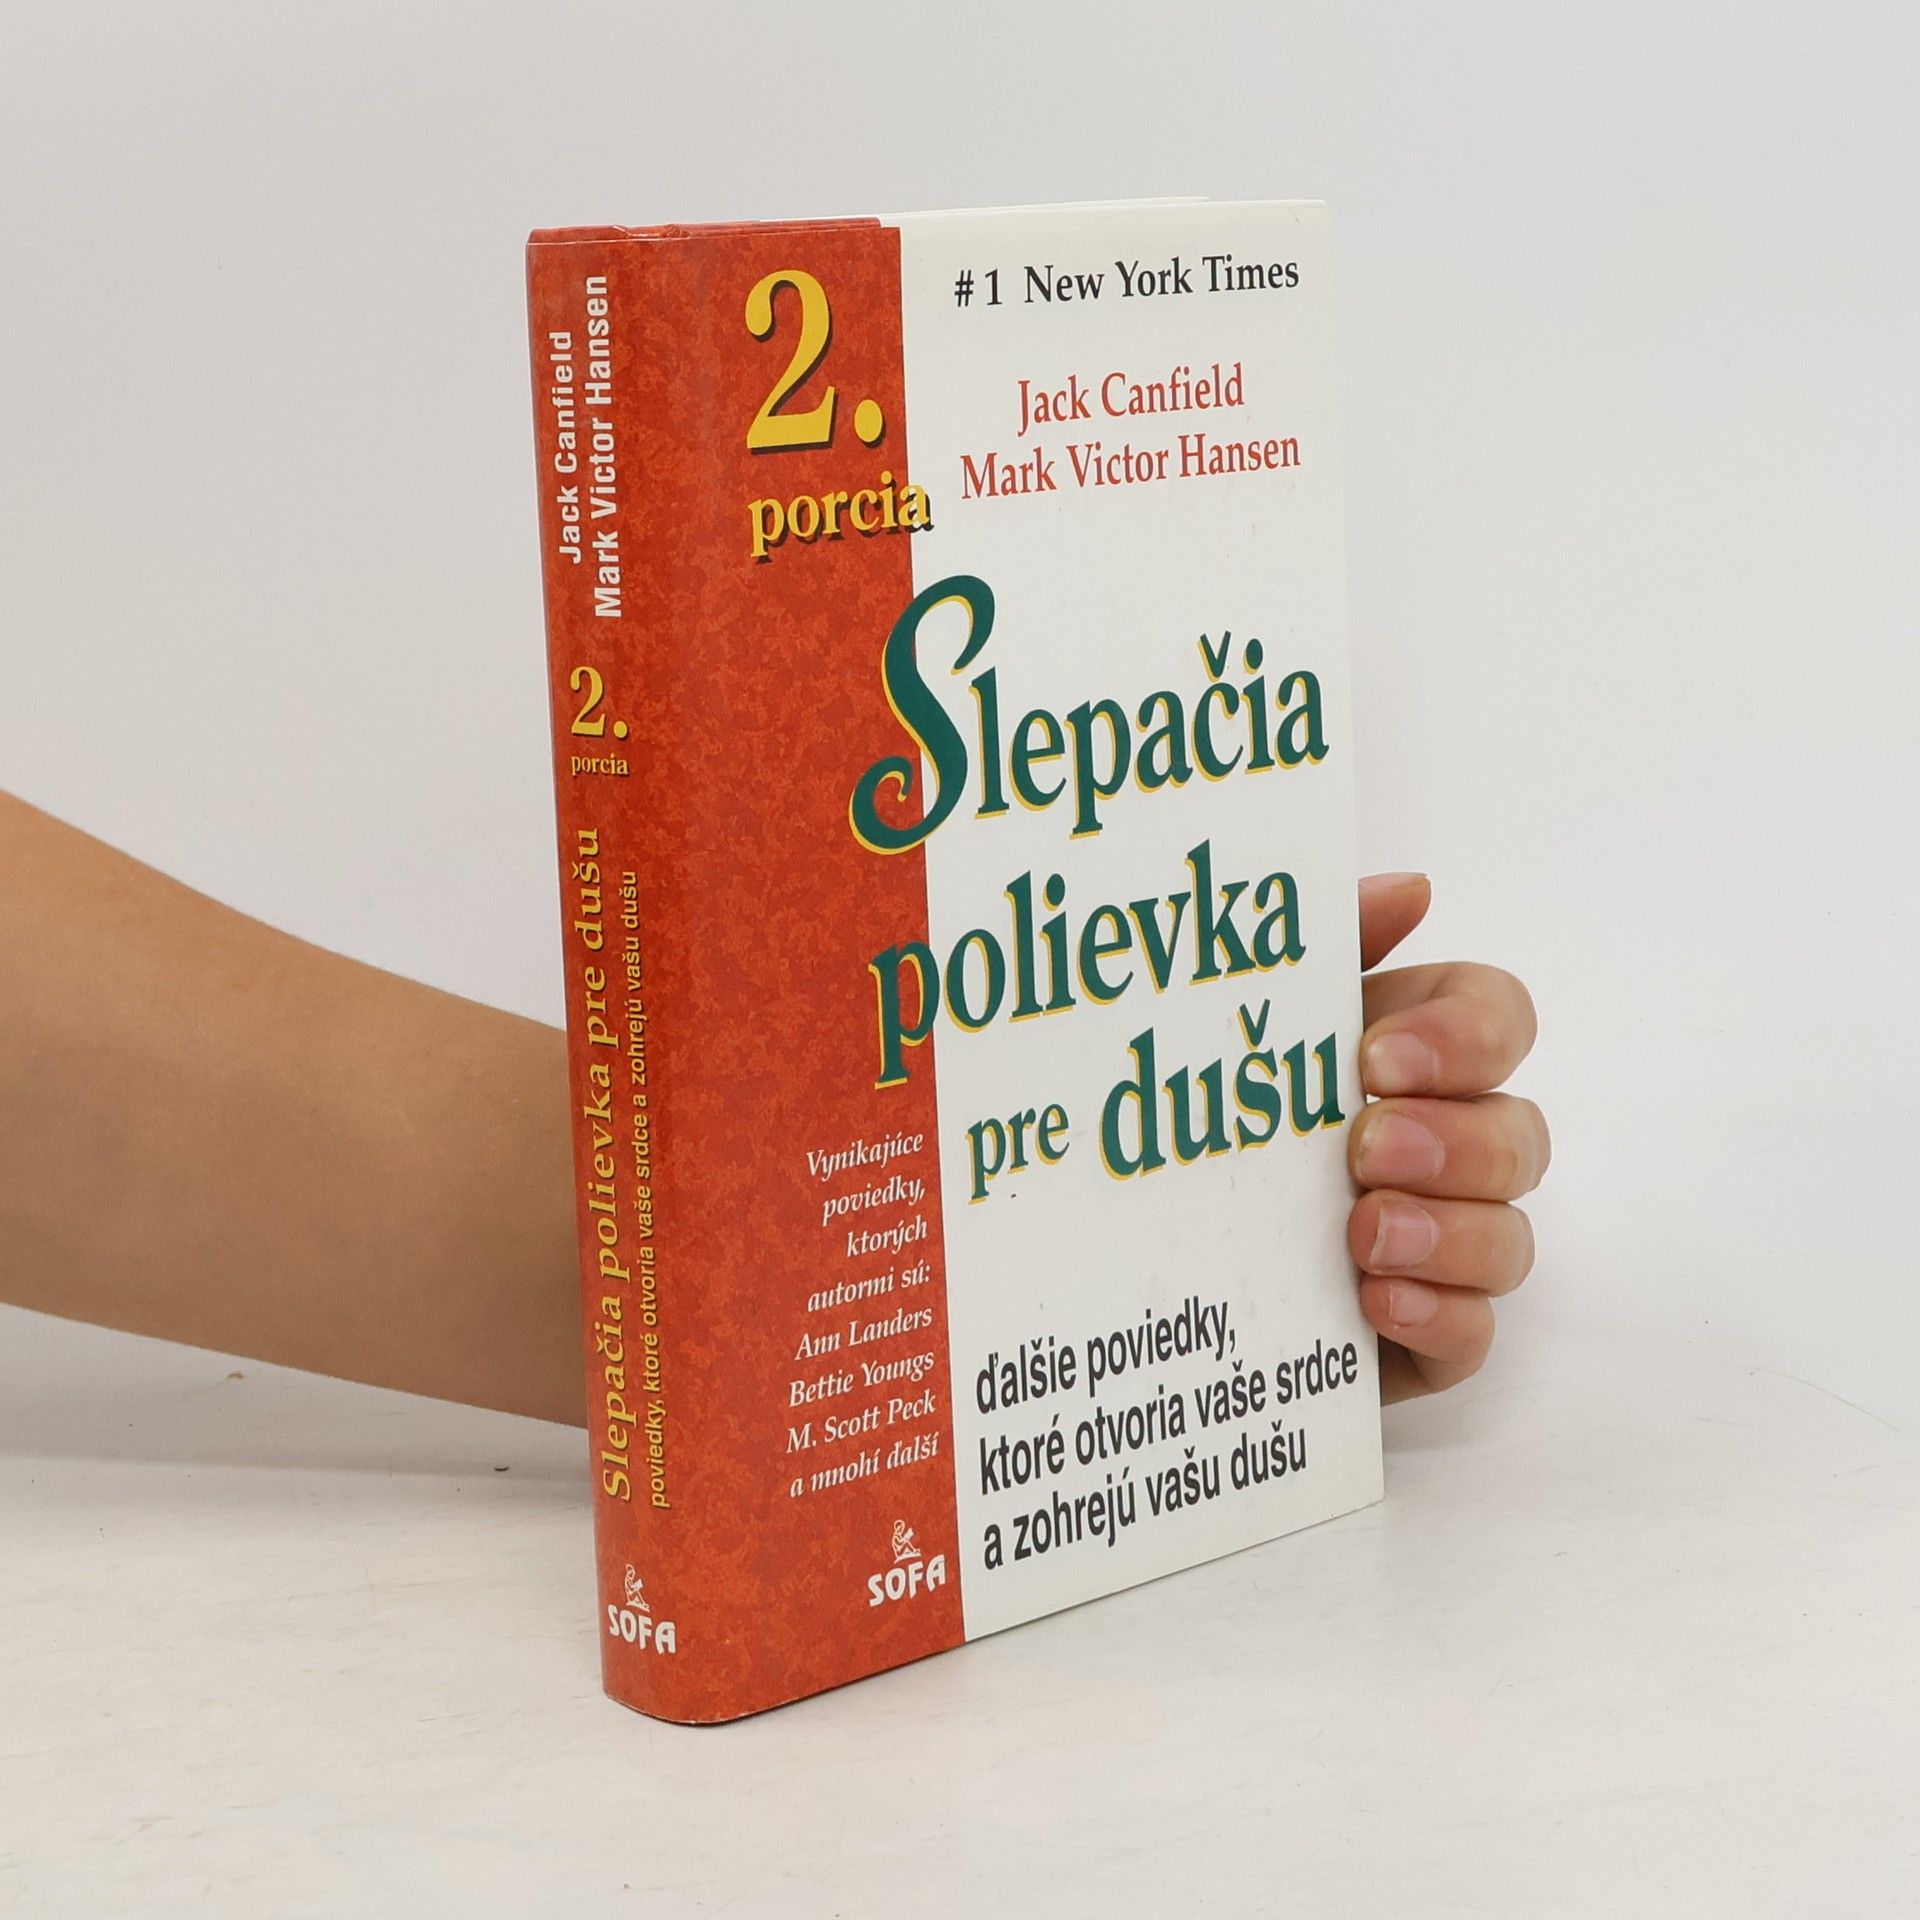 Jack Canfield
Mark Victor Hansen
2.
porcia
Slepačia polievka pre dušu
poviedky, ktoré otvoria vaše srdce a zohrejú vašu dušu
SOFA
2.
porcia
# 1 New York Times
Jack Canfield
Mark Victor Hansen
Slepačia
polievka
pre dušu
Vynikajúce
poviedky,
ktorých
autormi sú:
Ann Landers
Bettie Youngs
M. Scott Peck
a mnohí ďalší
ďalšie poviedky,
ktoré otvoria vaše srdce
a zohrejú vašu dušu
SOFA